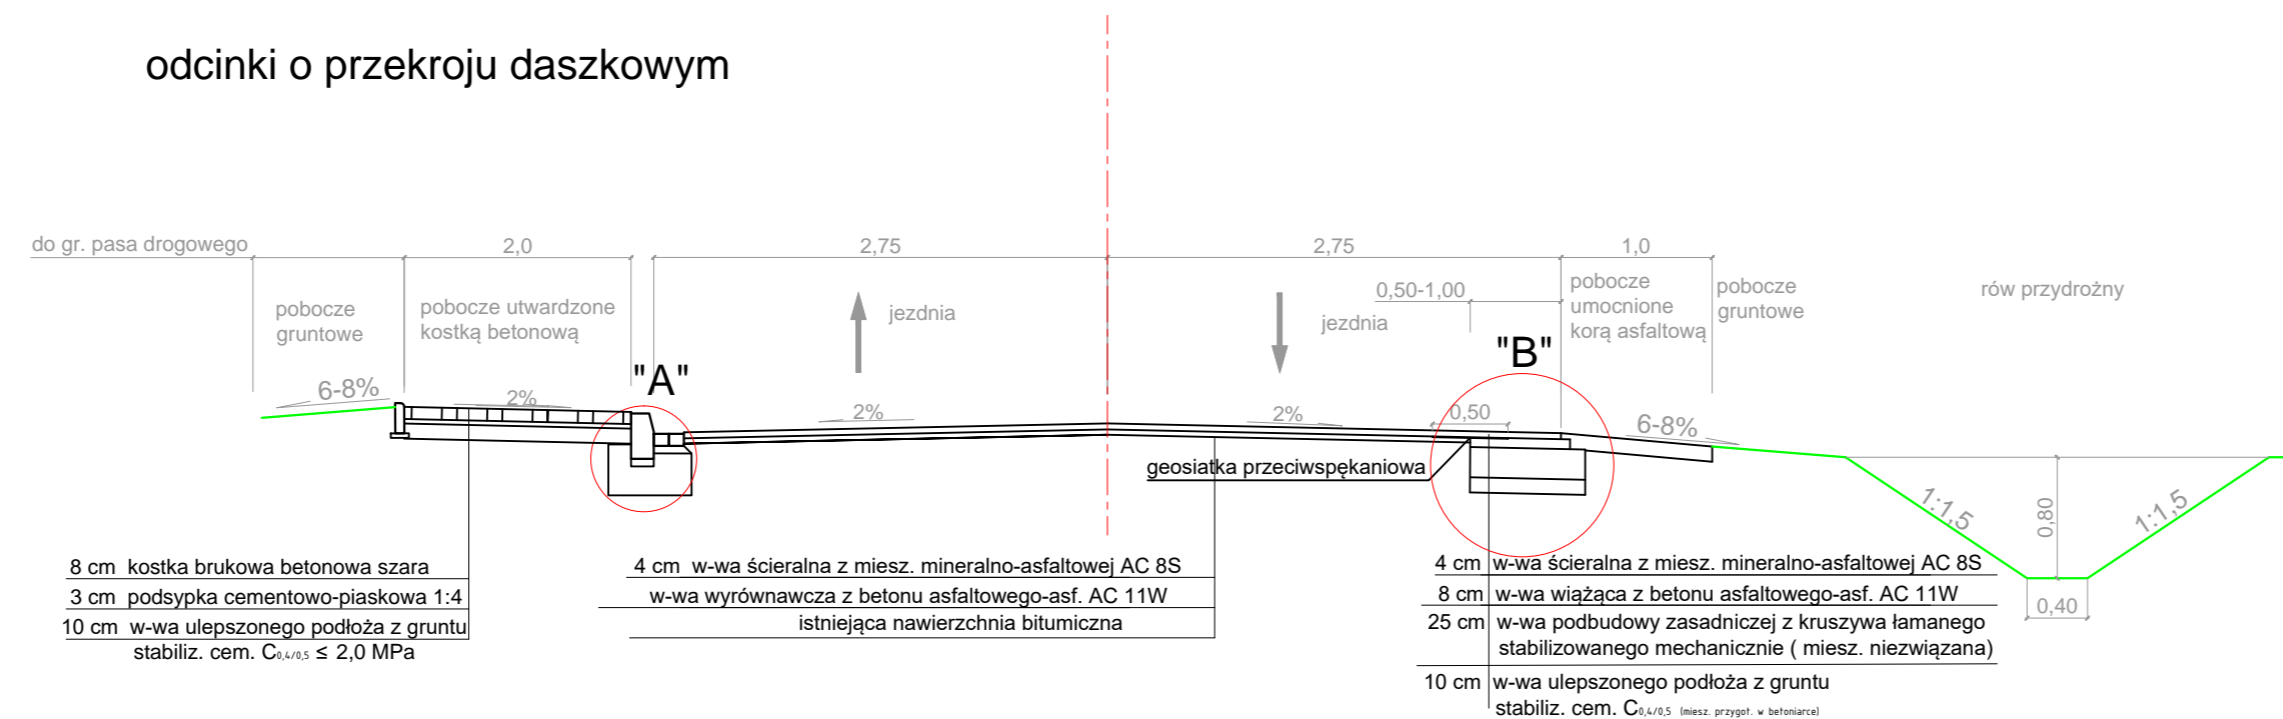 odcinki o przekroju daszkowym
do gr. pasa drogowego
2,0
2,75
2,75
1,0
0,50-1,00
pobocze
gruntowe
pobocze utwardzone
kostką betonową
jezdnia
jezdnia
pobocze
umocnione
korą asfaltową
pobocze
gruntowe
rów przydrożny
"A"
"B"
6-8%
2%
2%
2%
0,50
6-8%
geosiatka przeciwspękaniowa
1:1,5
0,80
1:1,5
0,40
8 cm kostka brukowa betonowa szara
3 cm podsypka cementowo-piaskowa 1:4
10 cm w-wa ulepszonego podłoża z gruntu
stabiliz. cem. C0,4/0,5 ≤ 2,0 MPa
4 cm w-wa ścieralna z miesz. mineralno-asfaltowej AC 8S
w-wa wyrównawcza z betonu asfaltowego-asf. AC 11W
istniejąca nawierzchnia bitumiczna
4 cm w-wa ścieralna z miesz. mineralno-asfaltowej AC 8S
8 cm w-wa wiążąca z betonu asfaltowego-asf. AC 11W
25 cm w-wa podbudowy zasadniczej z kruszywa łamanego
stabilizowanego mechanicznie ( miesz. niezwiązana)
10 cm w-wa ulepszonego podłoża z gruntu
stabiliz. cem. C0,4/0,5 (miesz. przygot. w betoniarce)